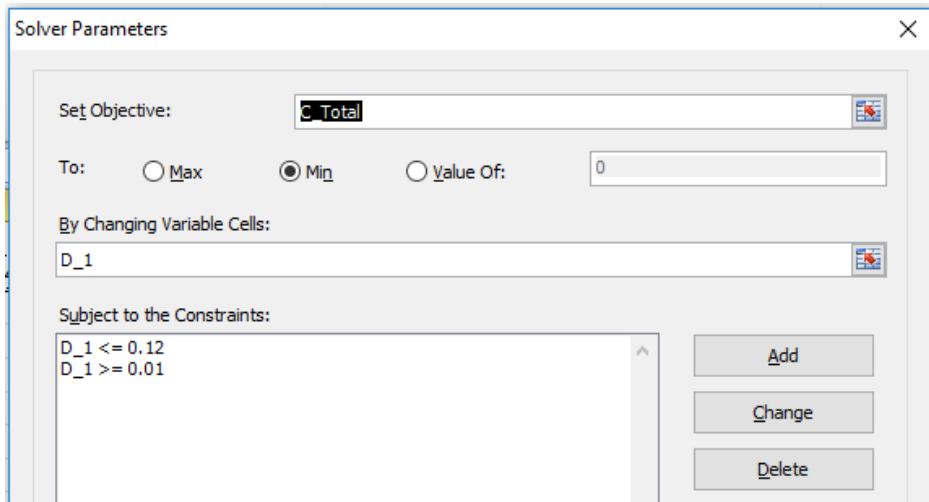 Solver Parameters
Set Objective: C_Total
To: Max Min Value Of: 0
By Changing Variable Cells:
D_1
Subject to the Constraints:
D_1 <= 0.12
D_1 >= 0.01
Add
Change
Delete